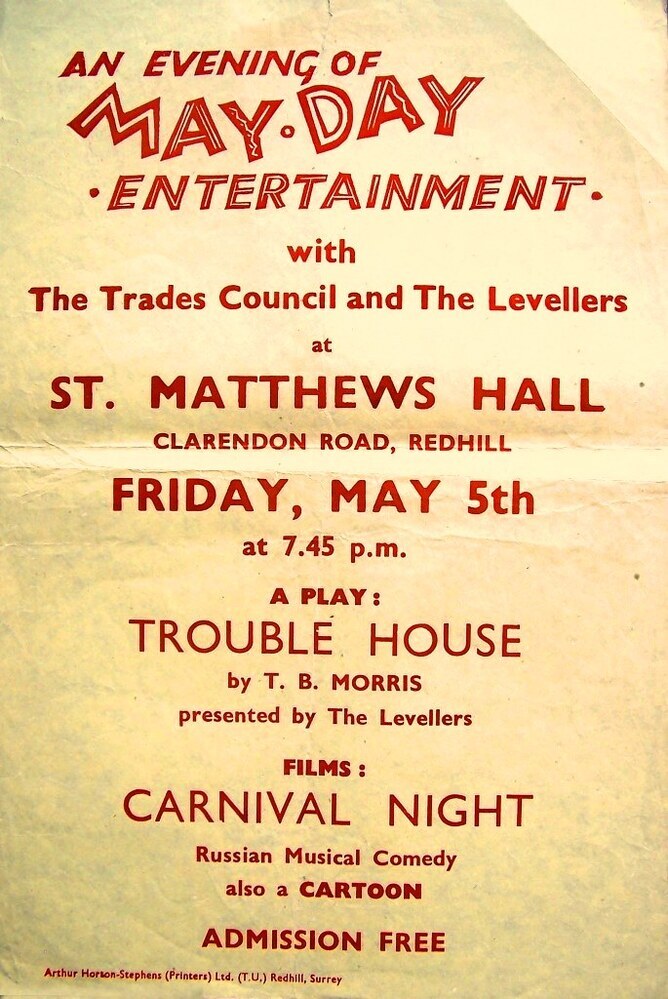 AN EVENING OF
MAY·DAY
·ENTERTAINMENT·
with
The Trades Council and The Levellers
at
ST. MATTHEWS HALL
CLARENDON ROAD, REDHILL
FRIDAY, MAY 5th
at 7.45 p.m.
A PLAY:
TROUBLE HOUSE
by T. B. MORRIS
presented by The Levellers
FILMS:
CARNIVAL NIGHT
Russian Musical Comedy
also a CARTOON
ADMISSION FREE
Arthur Horson-Stephens (Printers) Ltd. (T.U.) Redhill, Surrey